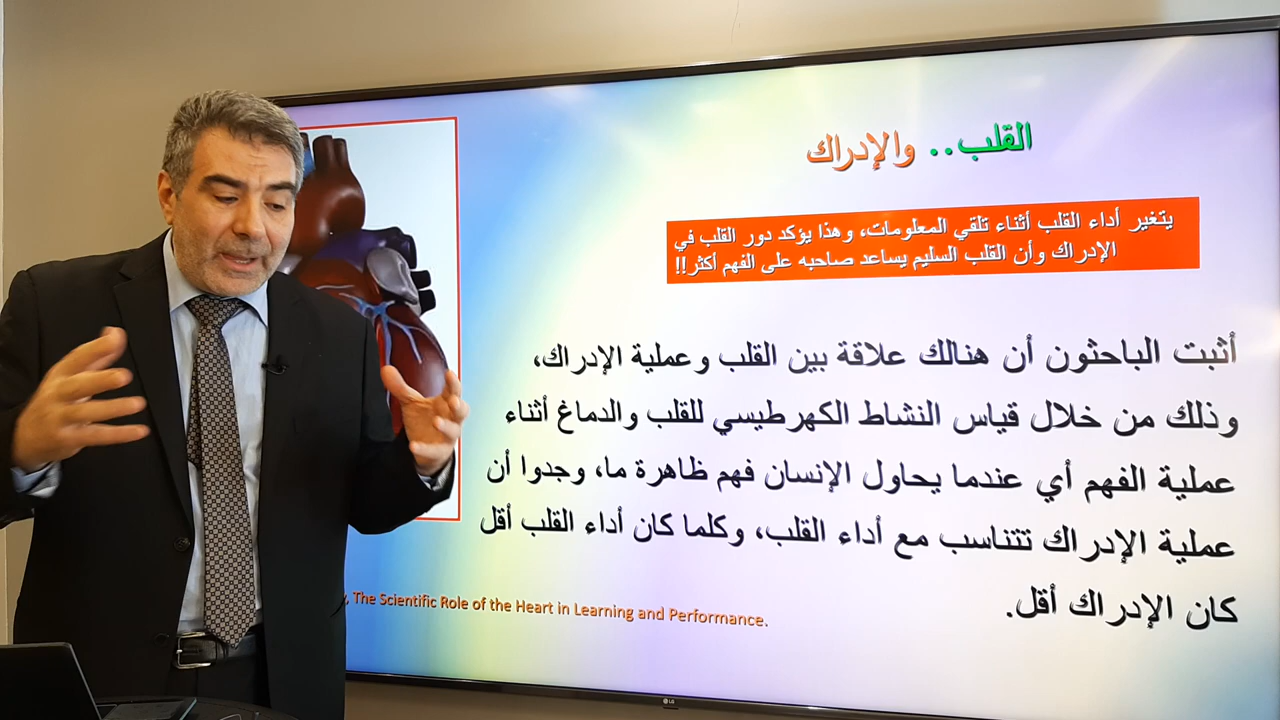 القلب.. والإدراك
يتغير أداء القلب أثناء تلقي المعلومات، وهذا يؤكد دور القلب في
الإدراك وأن القلب السليم يساعد صاحبه على الفهم أكثر!!
أثبت الباحثون أن هنالك علاقة بين القلب وعملية الإدراك،
وذلك من خلال قياس النشاط الكهرطيسي للقلب والدماغ أثناء
عملية الفهم أي عندما يحاول الإنسان فهم ظاهرة ما، وجدوا أن
عملية الإدراك تتناسب مع أداء القلب، وكلما كان أداء القلب أقل
كان الإدراك أقل.
The Scientific Role of the Heart in Learning and Performance.
LG